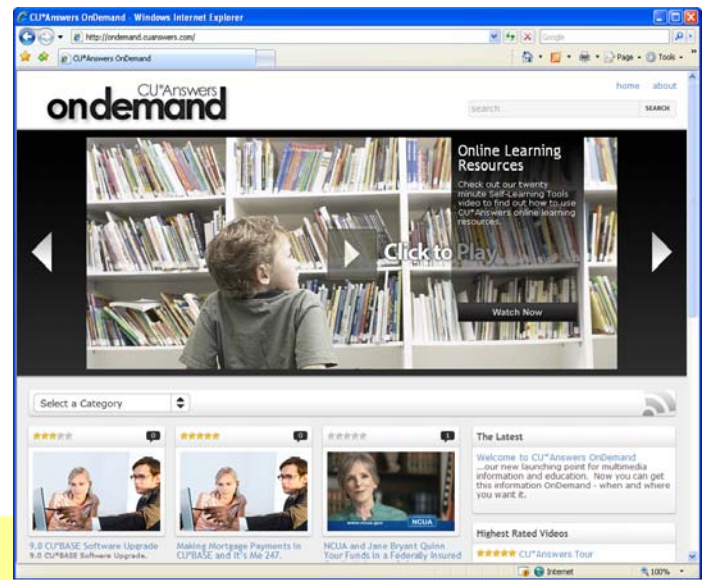 CU*Answers OnDemand - Windows Internet Explorer
http://ondemand.cuanswers.com/
Google
CU*Answers OnDemand
Page
Tools
home about
CU*Answers
ondemand
search...
SEARCH
Online Learning
Resources
Check out our twenty
minute Self-Learning Tools
video to find out how to use
CU*Answers online learning
resources.
Click to Play
Watch Now
Select a Category
0
0
1
www.ncua.gov
NCUA
9.0 CU*BASE Software Upgrade
9.0 CU*BASE Software Upgrade.
Making Mortgage Payments in
CU*BASE and It's Me 247.
NCUA and Jane Bryant Quinn
Your Funds in a Federally Insured
The Latest
Welcome to CU*Answers OnDemand
...our new launching point for multimedia
information and education. Now you can get
this information OnDemand - when and where
you want it.
Highest Rated Videos
CU*Answers Tour
Internet
100%